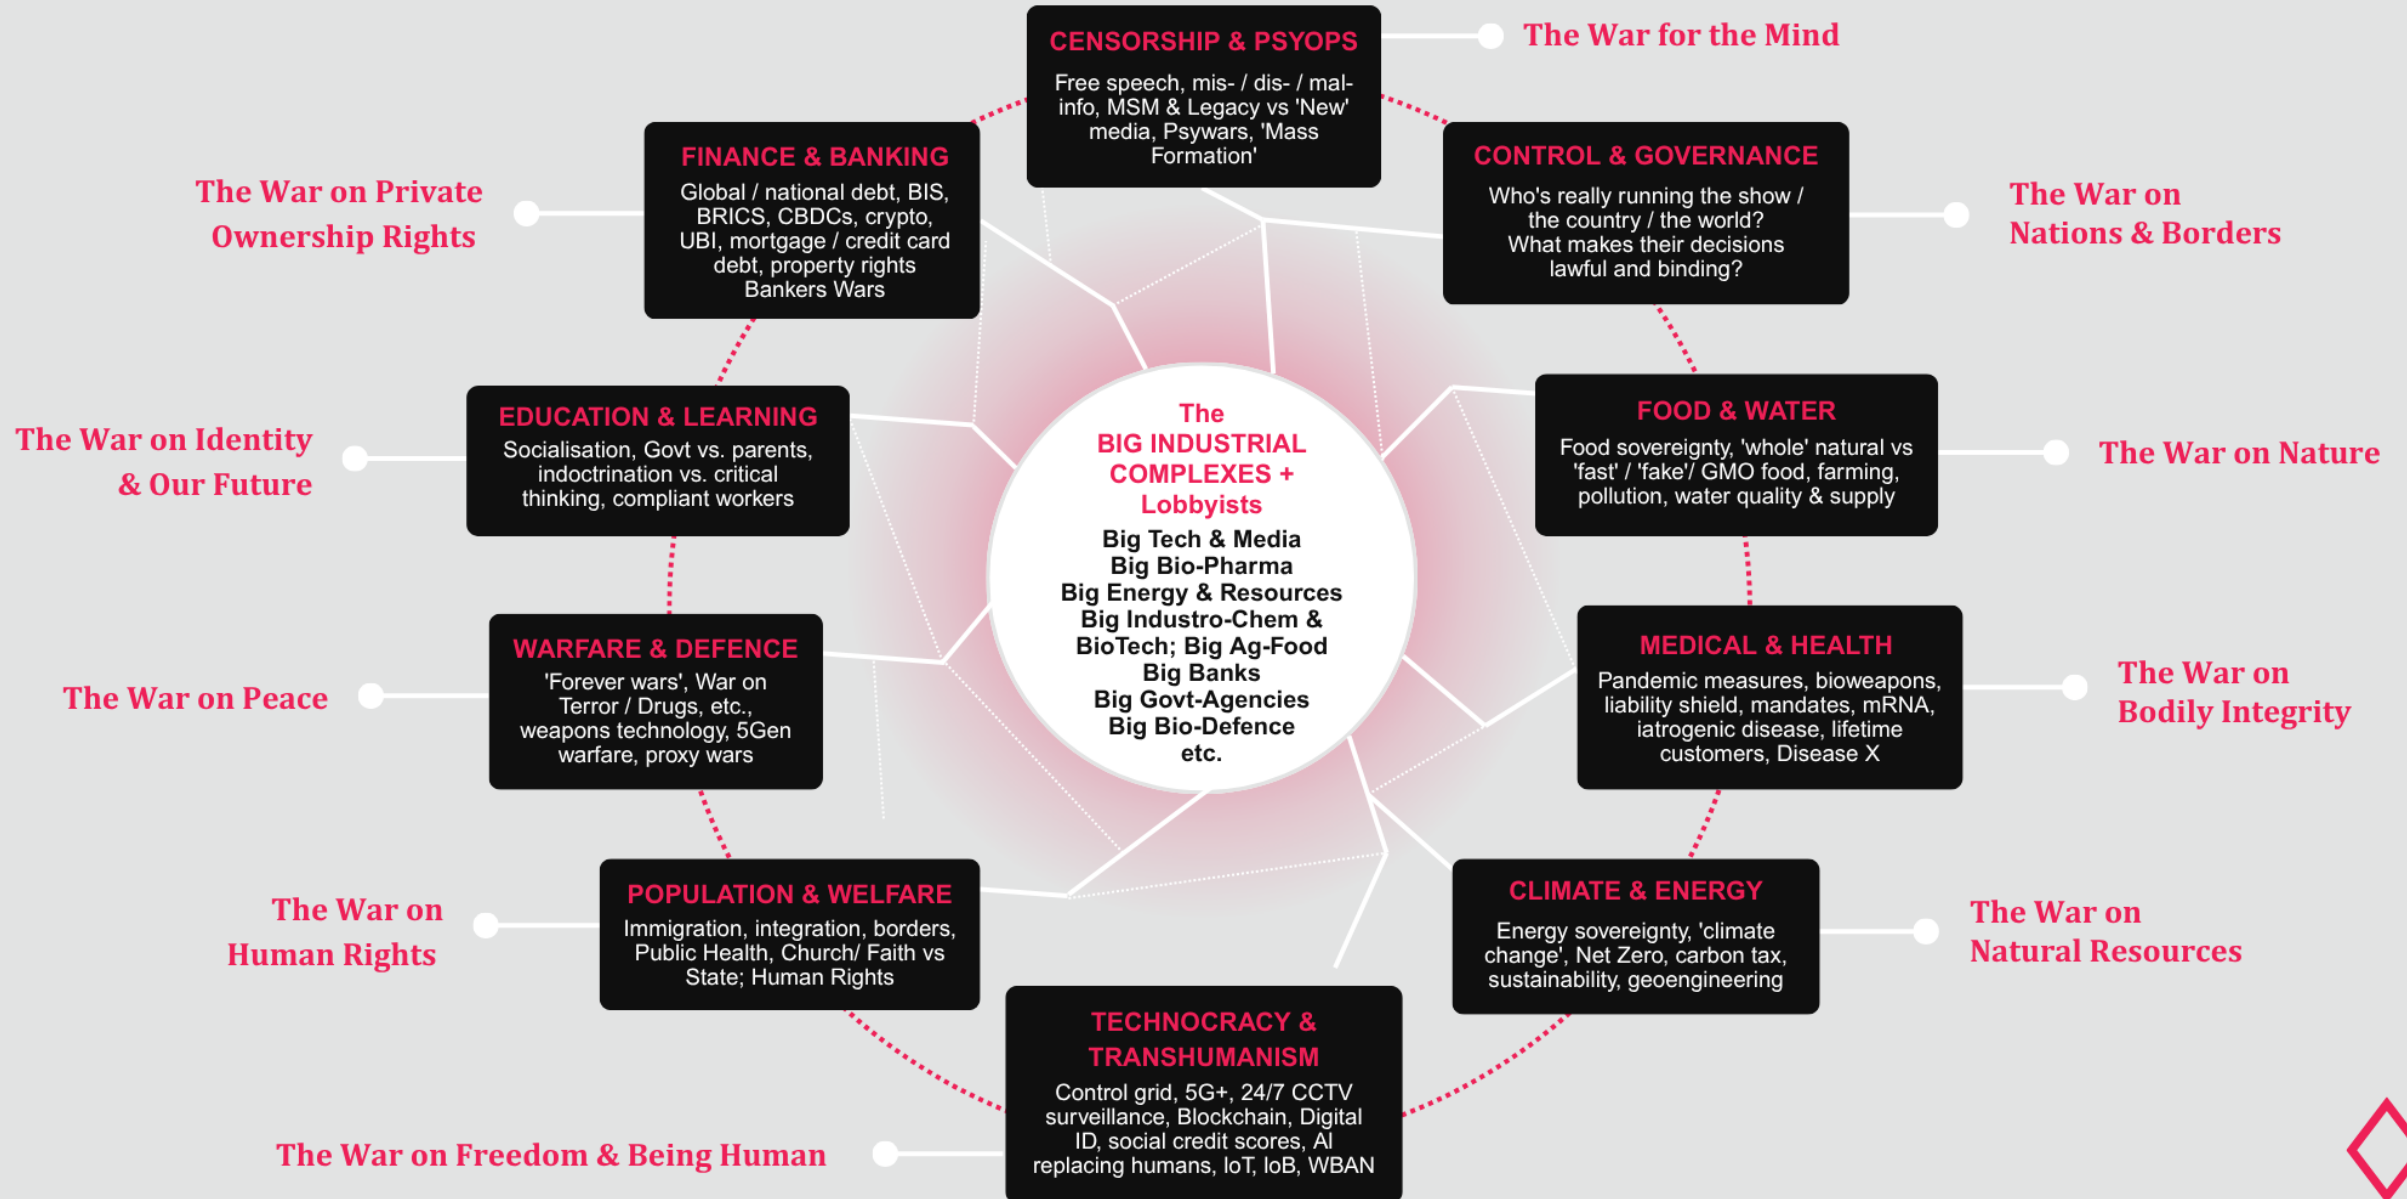 CENSORSHIP & PSYOPS
Free speech, mis- / dis- / mal-
info, MSM & Legacy vs 'New'
media, Psywars, 'Mass
Formation'
The War for the Mind
FINANCE & BANKING
Global / national debt, BIS,
BRICS, CBDCs, crypto,
UBI, mortgage / credit card
debt, property rights
Bankers Wars
The War on Private
Ownership Rights
CONTROL & GOVERNANCE
Who's really running the show /
the country / the world?
What makes their decisions
lawful and binding?
The War on
Nations & Borders
EDUCATION & LEARNING
Socialisation, Govt vs. parents,
indoctrination vs. critical
thinking, compliant workers
The War on Identity
& Our Future
The
BIG INDUSTRIAL
COMPLEXES +
Lobbyists
Big Tech & Media
Big Bio-Pharma
Big Energy & Resources
Big Industro-Chem &
BioTech; Big Ag-Food
Big Banks
Big Govt-Agencies
Big Bio-Defence
etc.
FOOD & WATER
Food sovereignty, 'whole' natural vs
'fast' / 'fake'/ GMO food, farming,
pollution, water quality & supply
The War on Nature
WARFARE & DEFENCE
'Forever wars', War on
Terror / Drugs, etc.,
weapons technology, 5Gen
warfare, proxy wars
The War on Peace
MEDICAL & HEALTH
Pandemic measures, bioweapons,
liability shield, mandates, mRNA,
iatrogenic disease, lifetime
customers, Disease X
The War on
Bodily Integrity
POPULATION & WELFARE
Immigration, integration, borders,
Public Health, Church/ Faith vs
State; Human Rights
The War on
Human Rights
CLIMATE & ENERGY
Energy sovereignty, 'climate
change', Net Zero, carbon tax,
sustainability, geoengineering
The War on
Natural Resources
TECHNOCRACY &
TRANSHUMANISM
Control grid, 5G+, 24/7 CCTV
surveillance, Blockchain, Digital
ID, social credit scores, AI
replacing humans, IoT, IoB, WBAN
The War on Freedom & Being Human